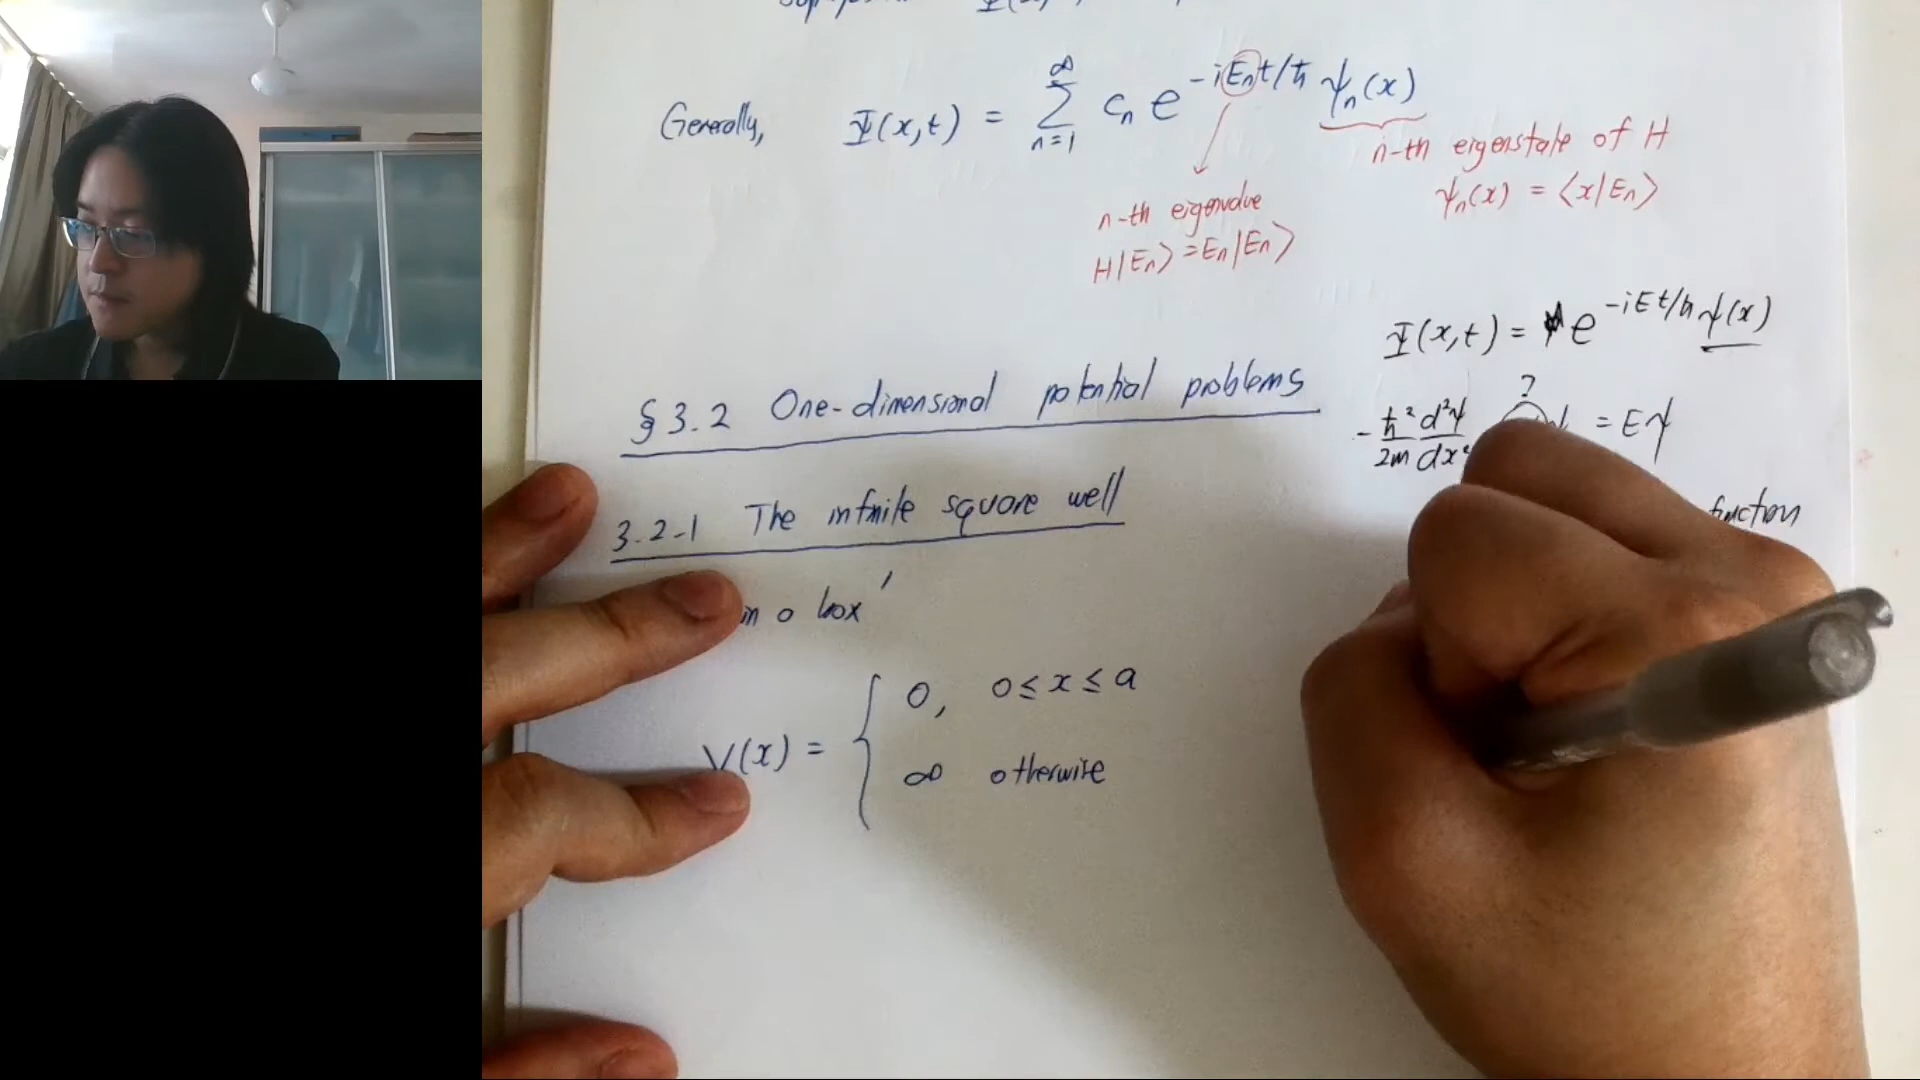 Generally, Ψ(x,t) = ∑_{n=1}^{∞} c_n e^{-iE_n t/ħ} ψ_n(x)
n-th eigenstate of H
ψ_n(x) = ⟨x|E_n⟩
n-th eigenvalue
H|E_n⟩ = E_n|E_n⟩
Ψ(x,t) = e^{-iEt/ħ} ψ(x)
§3.2 One-dimensional potential problems
?
-ħ²/2m d²ψ/dx² = Eψ
3.2.1 The infinite square well
function
in a box'
V(x) = { 0, 0 ≤ x ≤ a
∞ otherwise